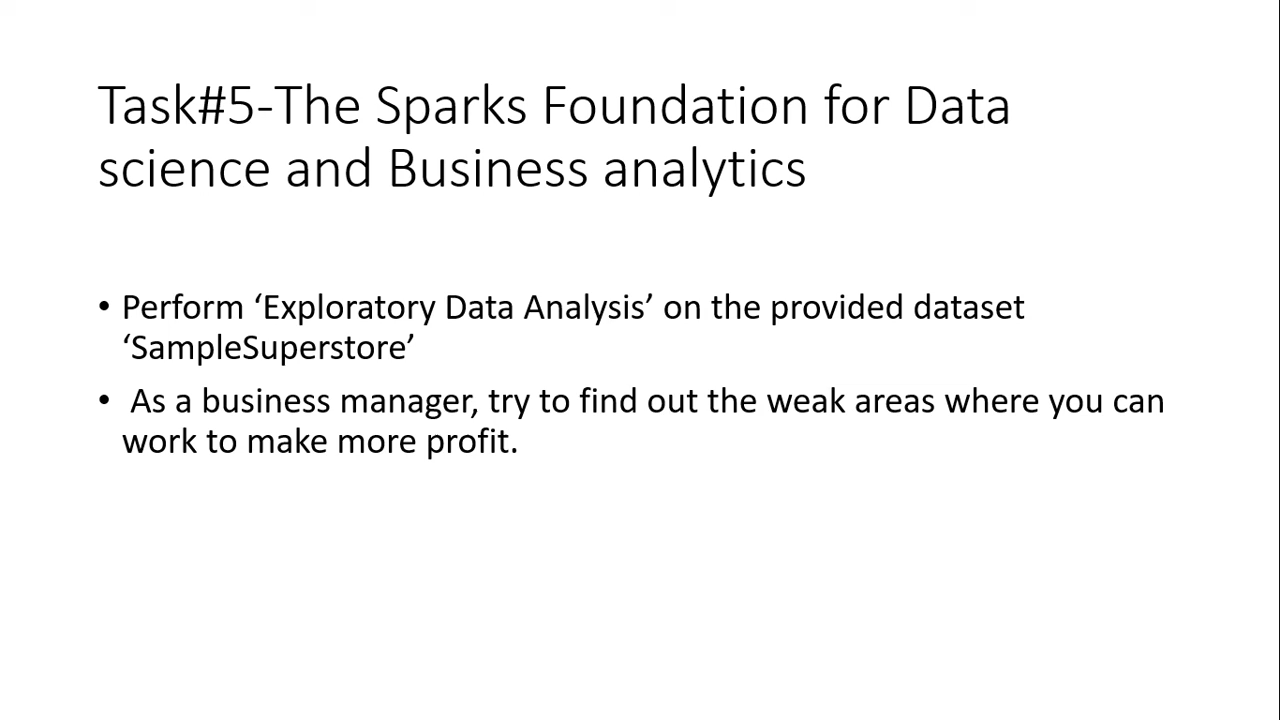 Task#5-The Sparks Foundation for Data
science and Business analytics
• Perform ‘Exploratory Data Analysis’ on the provided dataset
‘SampleSuperstore’
• As a business manager, try to find out the weak areas where you can
work to make more profit.